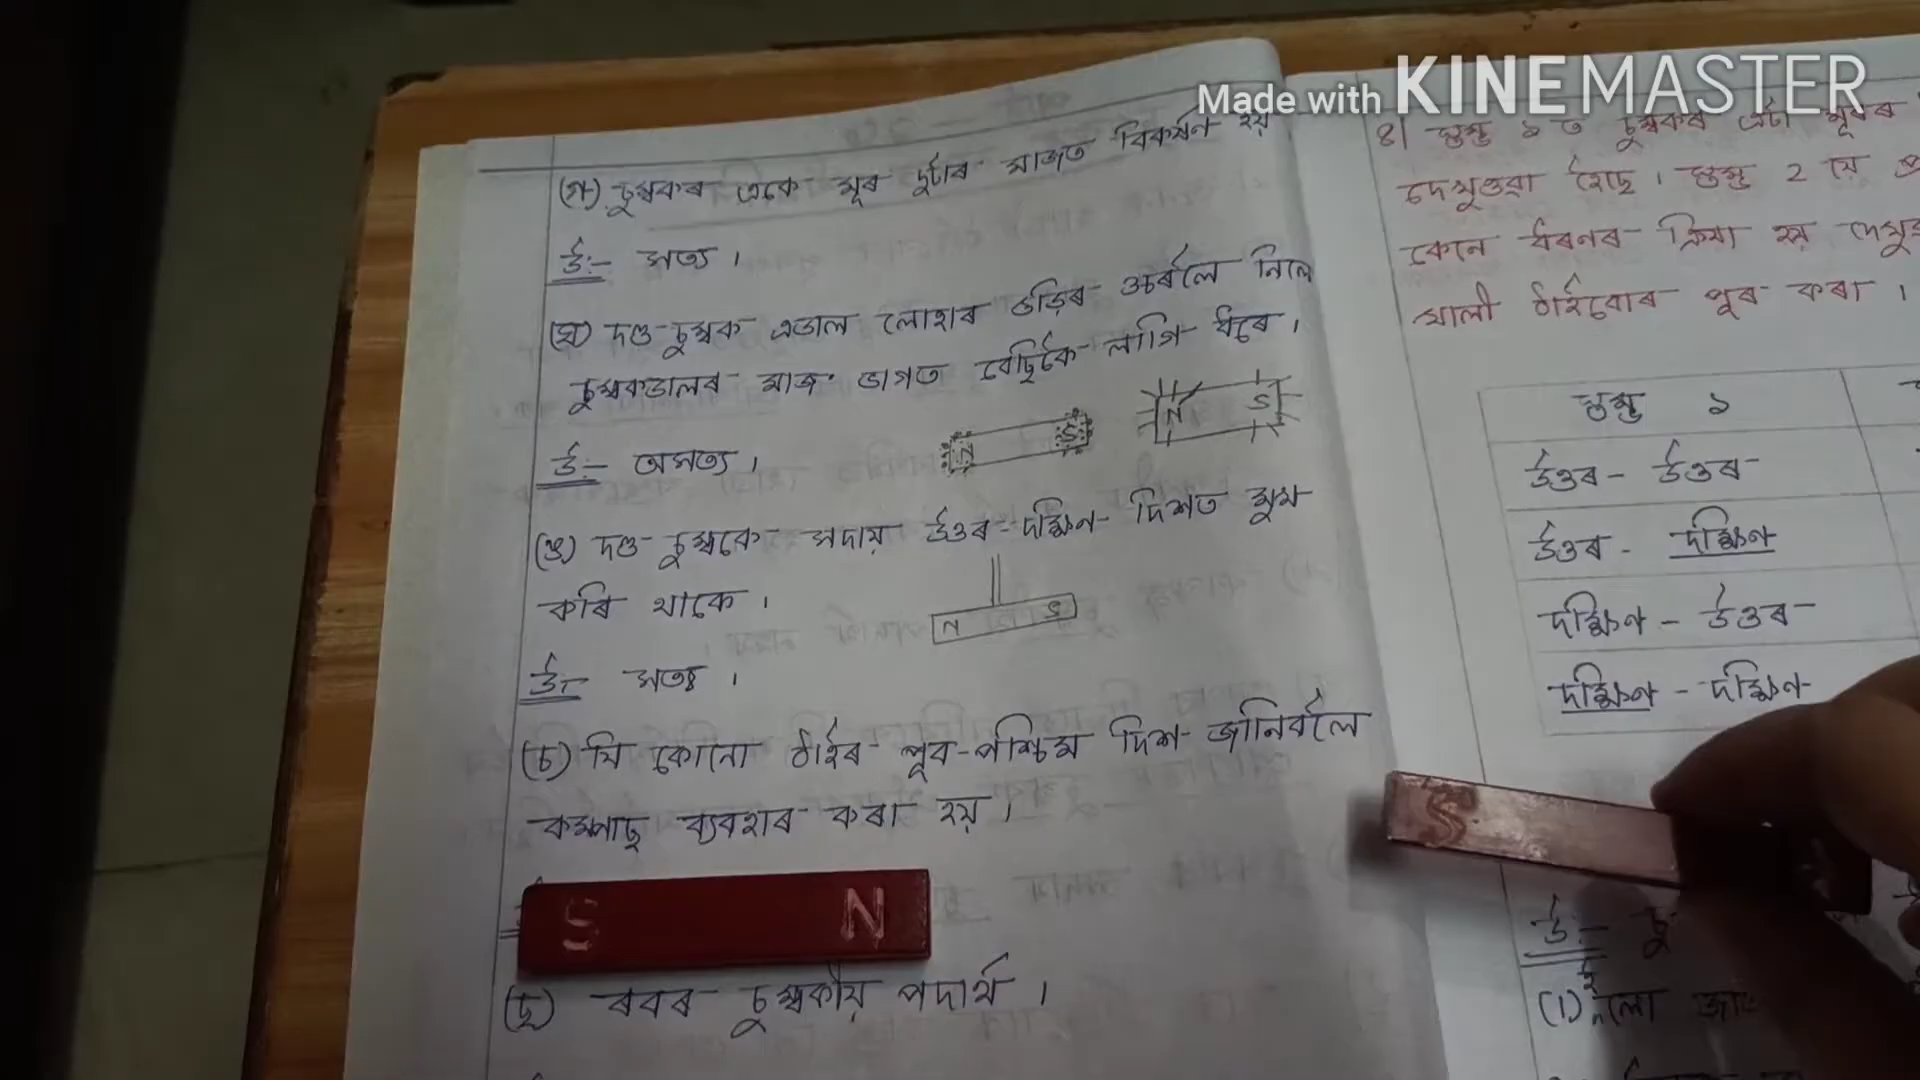 Made with KINEMASTER
(গ) চুম্বকৰ একে মূৰ দুটাৰ মাজত বিকৰ্ষণ হয়
উঃ- সত্য ।
(ঘ) দণ্ড-চুম্বক এডাল লোহাৰ গুড়িৰ ওচৰলৈ নিলে
চুম্বকডালৰ মাজ ভাগত বেছিকৈ লাগি ধৰে ।
N S
N S
উঃ- অসত্য ।
(ঙ) দণ্ড-চুম্বকে সদায় উত্তৰ-দক্ষিণ দিশত মুখ
কৰি থাকে ।
N S
উঃ- সত্য ।
(চ) যি কোনো ঠাইৰ পূব-পশ্চিম দিশ জানিবলৈ
কম্পাছ ব্যবহাৰ কৰা হয় ।
S N
(ছ) ৰবৰ চুম্বকীয় পদাৰ্থ ।
8। স্তম্ভ ১ ত চুম্বকৰ এটা মূৰৰ
দেখুওৱা হৈছে । স্তম্ভ 2 য়ে
কেনে ধৰণৰ ক্ৰিয়া হয়
খালী ঠাইবোৰ পূৰ কৰা ।
স্তম্ভ ১
উত্তৰ - উত্তৰ
উত্তৰ - দক্ষিণ
দক্ষিণ - উত্তৰ
দক্ষিণ - দক্ষিণ
S
উঃ-
(1)